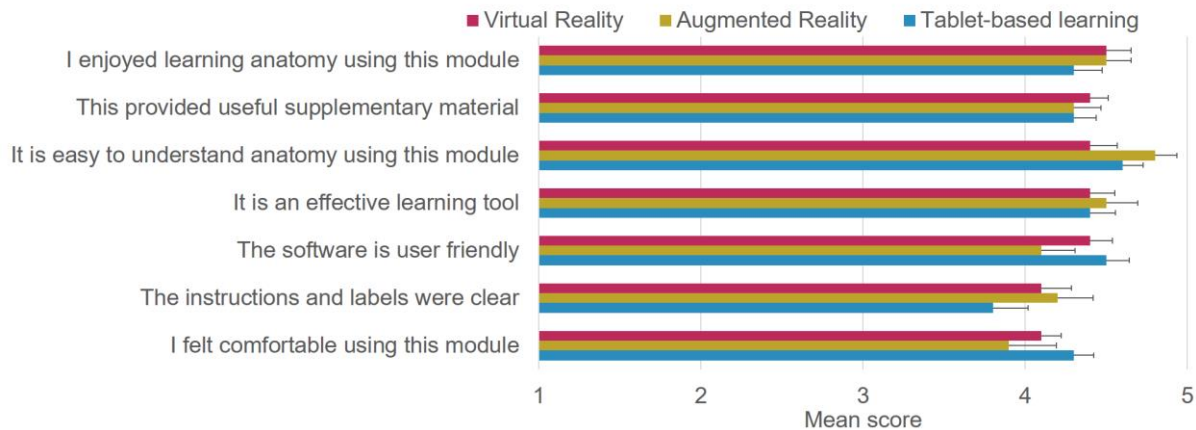 Virtual Reality Augmented Reality Tablet-based learning
I enjoyed learning anatomy using this module
This provided useful supplementary material
It is easy to understand anatomy using this module
It is an effective learning tool
The software is user friendly
The instructions and labels were clear
I felt comfortable using this module
1 2 3 4 5
Mean score